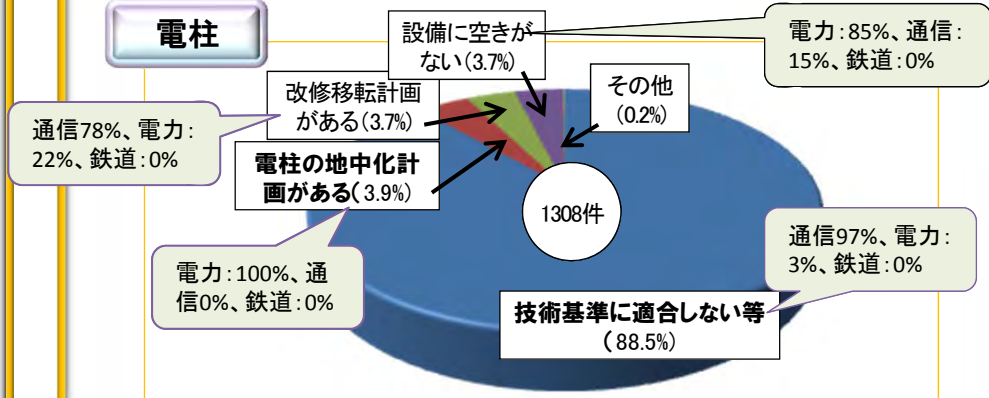 電柱
設備に空きが
ない(3.7%)
電力：85%、通信：
15%、鉄道：0%
改修移転計画
がある(3.7%)
その他
(0.2%)
通信78%、電力：
22%、鉄道：0%
電柱の地中化計
画がある(3.9%)
1308件
通信97%、電力：
3%、鉄道：0%
電力：100%、通
信0%、鉄道：0%
技術基準に適合しない等
(88.5%)